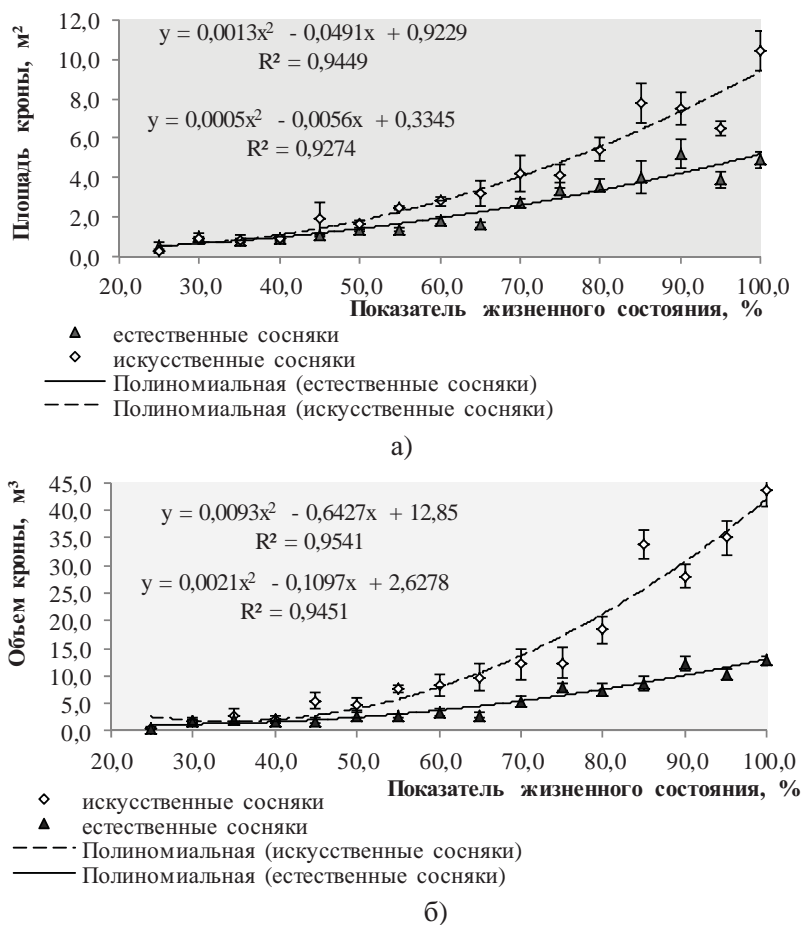 12,0
10,0
8,0
6,0
4,0
2,0
0,0
Площадь кроны, м²
y = 0,0013x² - 0,0491x + 0,9229
R² = 0,9449
y = 0,0005x² - 0,0056x + 0,3345
R² = 0,9274
20,0 30,0 40,0 50,0 60,0 70,0 80,0 90,0 100,0
Показатель жизненного состояния, %
естественные сосняки
искусственные сосняки
Полиномиальная (естественные сосняки)
Полиномиальная (искусственные сосняки)
а)
45,0
40,0
35,0
30,0
25,0
20,0
15,0
10,0
5,0
0,0
Объем кроны, м³
y = 0,0093x² - 0,6427x + 12,85
R² = 0,9541
y = 0,0021x² - 0,1097x + 2,6278
R² = 0,9451
20,0 30,0 40,0 50,0 60,0 70,0 80,0 90,0 100,0
Показатель жизненного состояния, %
искусственные сосняки
естественные сосняки
Полиномиальная (искусственные сосняки)
Полиномиальная (естественные сосняки)
б)